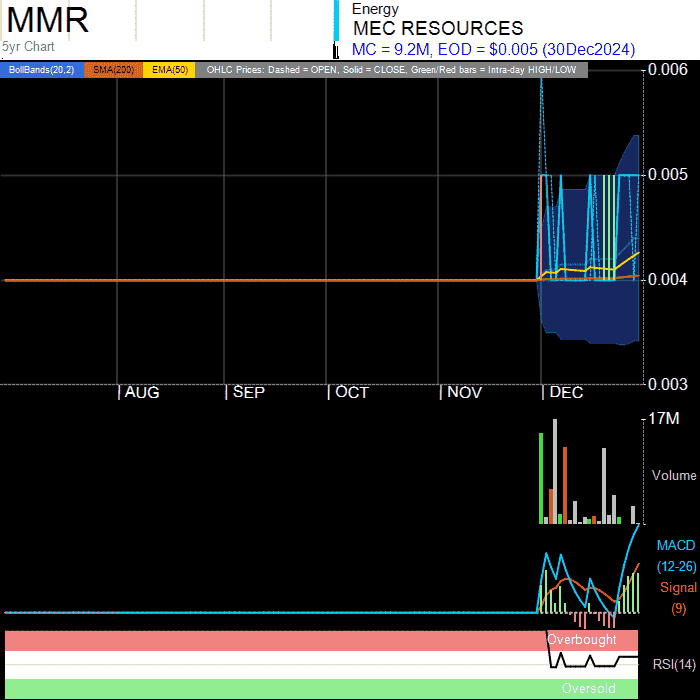 MMR
5yr Chart
Energy
MEC RESOURCES
MC = 9.2M, EOD = $0.005 (30Dec2024)
BollBands(20,2) SMA(200) EMA(50) OHLC Prices: Dashed = OPEN, Solid = CLOSE, Green/Red bars = Intra-day HIGH/LOW
0.006
0.005
0.004
0.003
AUG SEP OCT NOV DEC
17M
Volume
MACD
(12-26)
Signal
(9)
Overbought
RSI(14)
Oversold